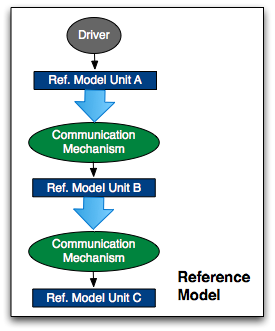 Driver
Ref. Model Unit A
Communication
Mechanism
Ref. Model Unit B
Communication
Mechanism
Ref. Model Unit C
Reference
Model